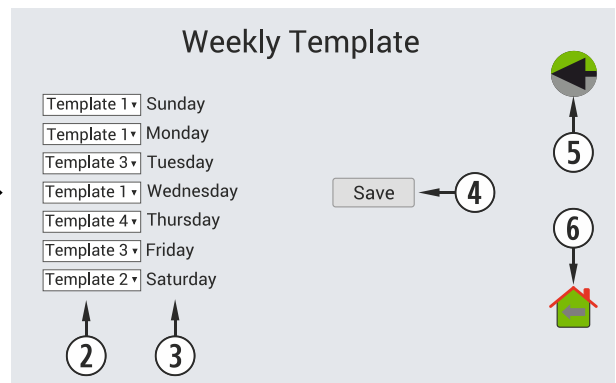 Weekly Template
Template 1 Sunday
Template 1 Monday
Template 3 Tuesday
Template 1 Wednesday
Template 4 Thursday
Template 3 Friday
Template 2 Saturday
Save
4
5
6
2
3